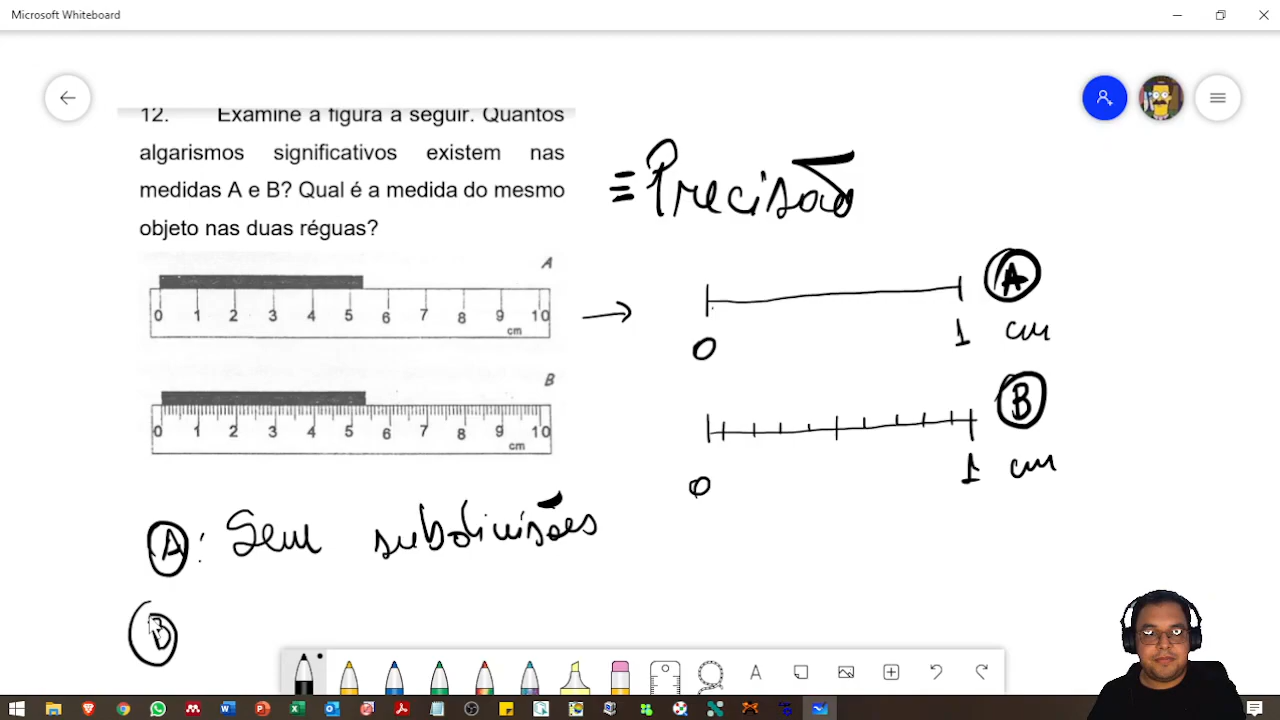 Microsoft Whiteboard
12. Examine a figura a seguir. Quantos
algarismos significativos existem nas
medidas A e B? Qual é a medida do mesmo
objeto nas duas réguas?
≡ Precisão
A
0 1 2 3 4 5 6 7 8 9 10
cm
B
0 1 2 3 4 5 6 7 8 9 10
cm
A
0 1 cm
B
0 1 cm
A: Sem subdivisões
B
A